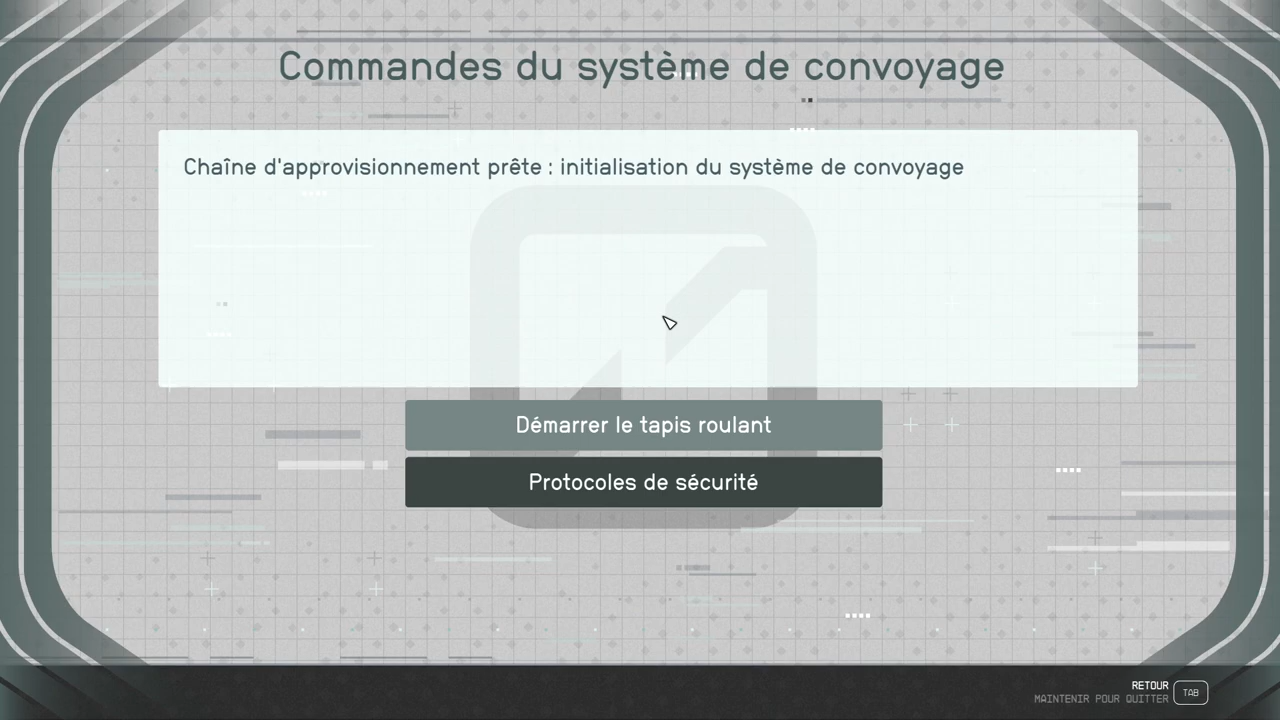 Commandes du système de convoyage
Chaîne d'approvisionnement prête : initialisation du système de convoyage
Démarrer le tapis roulant
Protocoles de sécurité
RETOUR
MAINTENIR POUR QUITTER
TAB